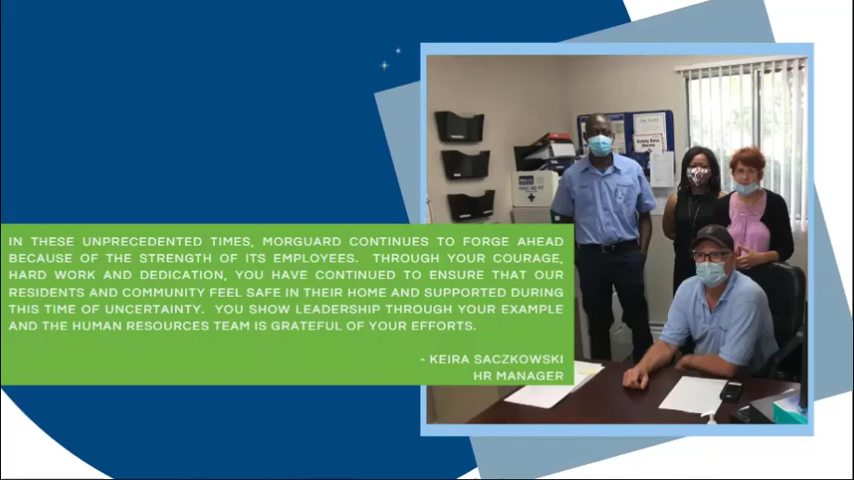 IN THESE UNPRECEDENTED TIMES, MORGUARD CONTINUES TO FORGE AHEAD
BECAUSE OF THE STRENGTH OF ITS EMPLOYEES. THROUGH YOUR COURAGE,
HARD WORK AND DEDICATION, YOU HAVE CONTINUED TO ENSURE THAT OUR
RESIDENTS AND COMMUNITY FEEL SAFE IN THEIR HOME AND SUPPORTED DURING
THIS TIME OF UNCERTAINTY. YOU SHOW LEADERSHIP THROUGH YOUR EXAMPLE
AND THE HUMAN RESOURCES TEAM IS GRATEFUL OF YOUR EFFORTS.
- KEIRA SACZKOWSKI
HR MANAGER